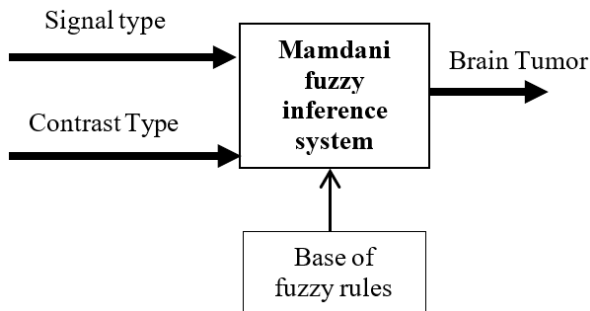 Signal type
Contrast Type
Mamdani
fuzzy
inference
system
Brain Tumor
Base of
fuzzy rules